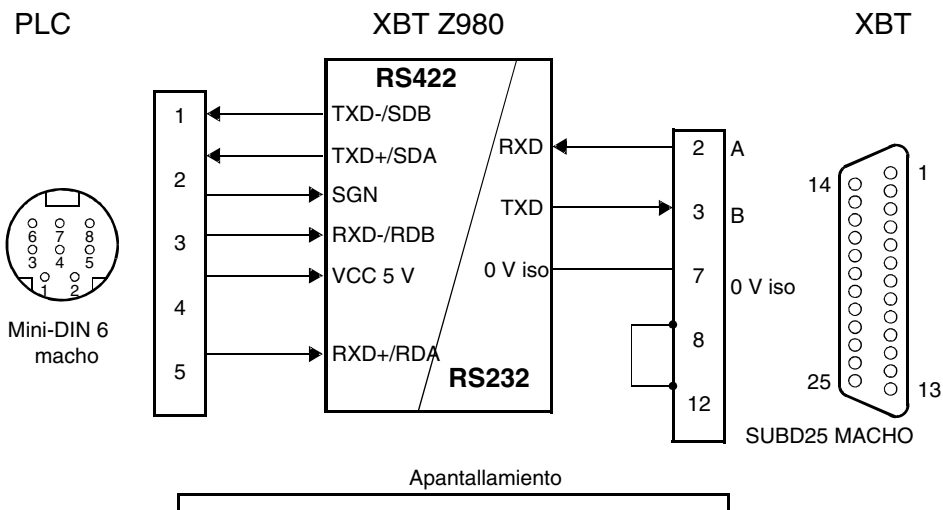 PLC
XBT Z980
XBT
RS422
1
TXD-/SDB
TXD+/SDA
2
SGN
3
RXD-/RDB
VCC 5 V
4
RXD+/RDA
5
RXD
TXD
0 V iso
RS232
2
A
3
B
7
0 V iso
8
12
6 7 8
3 4 5
1 2
Mini-DIN 6
macho
14
1
25
13
SUBD25 MACHO
Apantallamiento